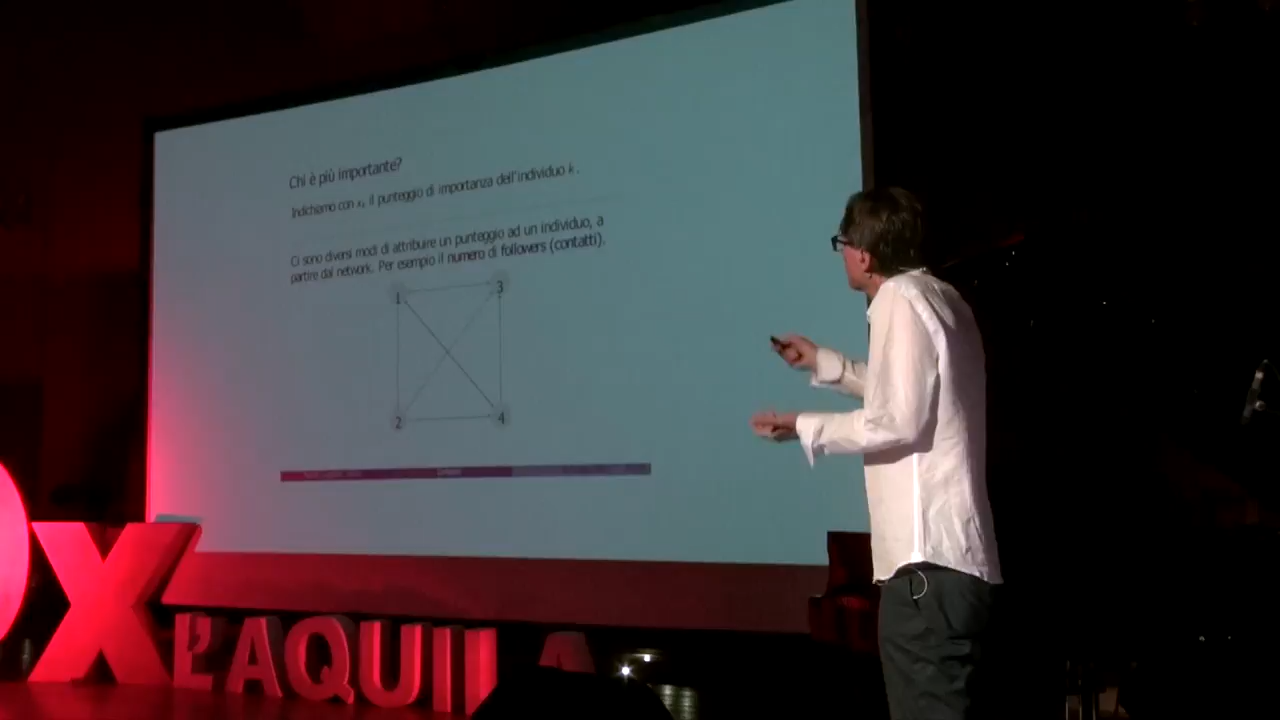 Chi è più importante?
Indichiamo con xₖ il punteggio di importanza dell'individuo k.
Ci sono diversi modi di attribuire un punteggio ad un individuo, a
partire dal network. Per esempio il numero di followers (contatti).
1 3
2 4
X
L'AQUILA